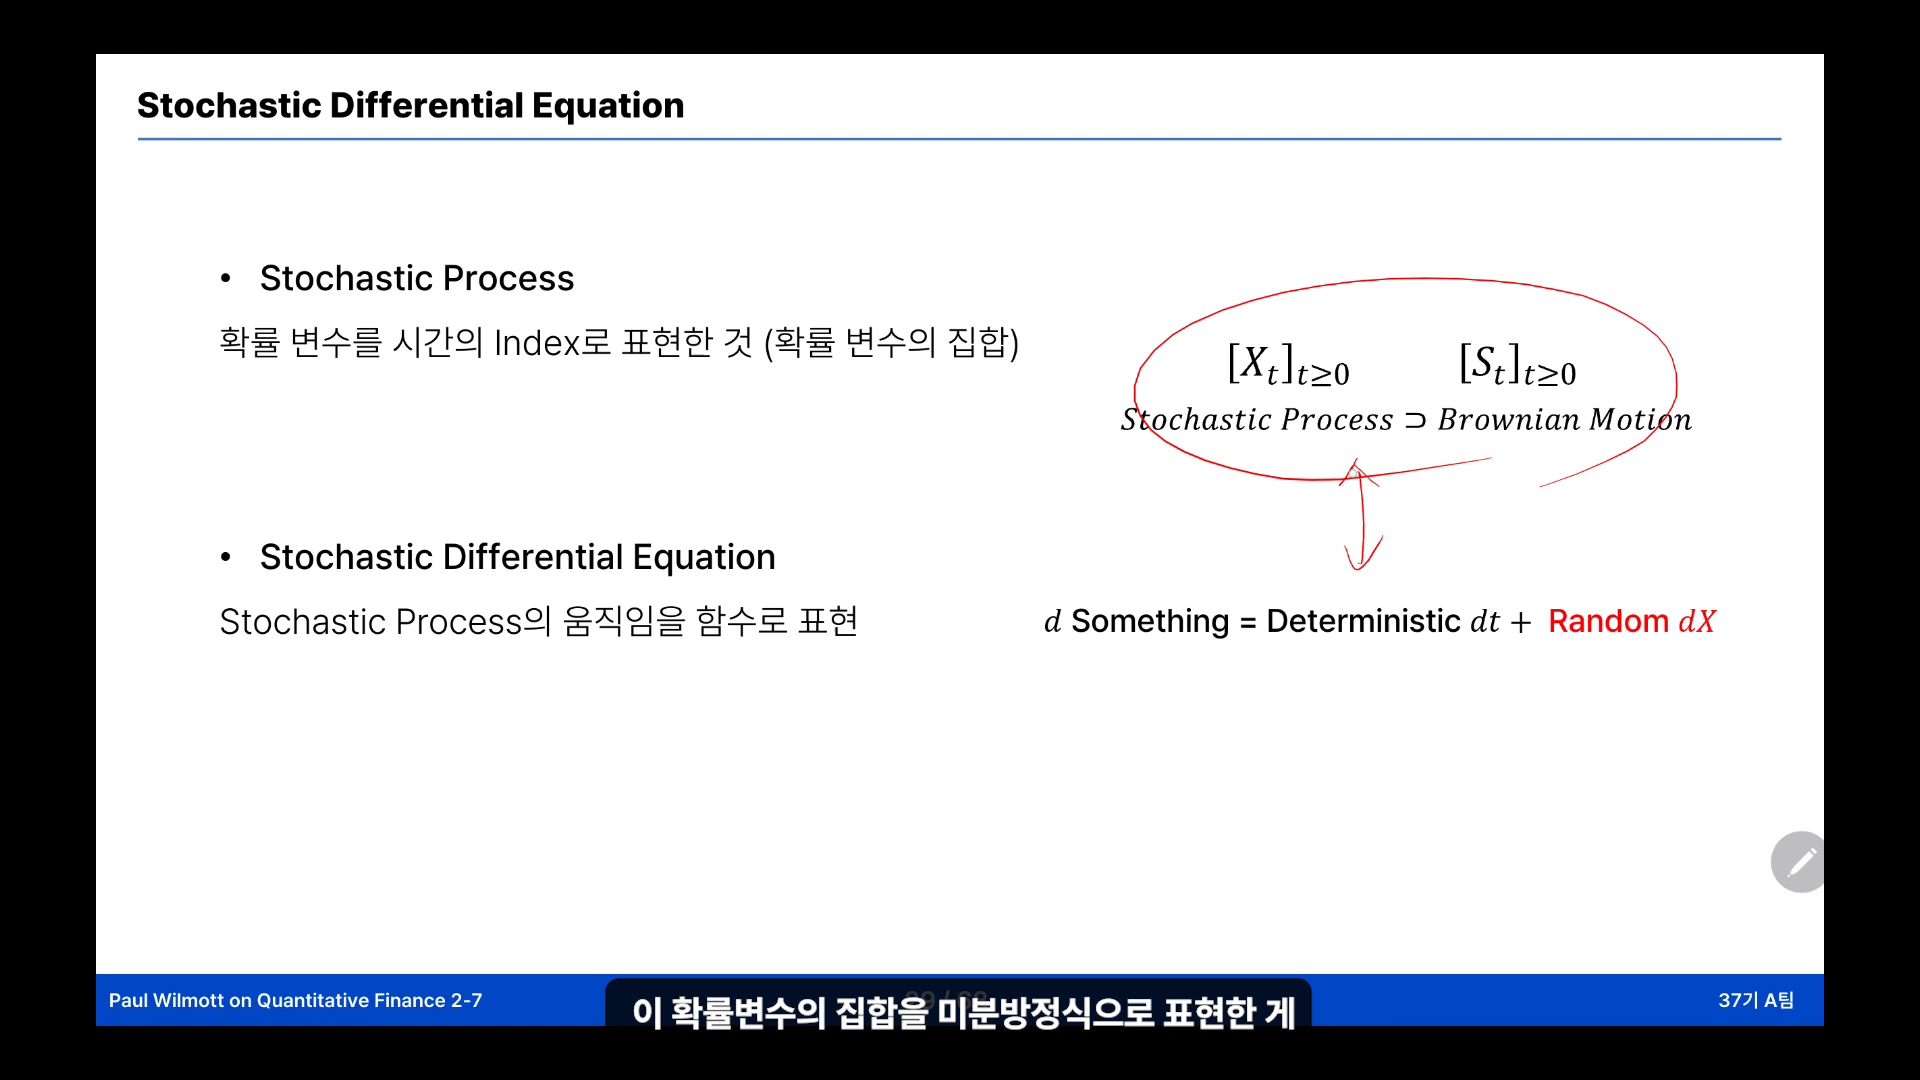 Stochastic Differential Equation
• Stochastic Process
확률 변수를 시간의 Index로 표현한 것 (확률 변수의 집합)
[X_t]_{t≥0} [S_t]_{t≥0}
Stochastic Process ⊃ Brownian Motion
• Stochastic Differential Equation
Stochastic Process의 움직임을 함수로 표현
d Something = Deterministic dt + Random dX
Paul Wilmott on Quantitative Finance 2-7
이 확률변수의 집합을 미분방정식으로 표현한 게
37기 A팀